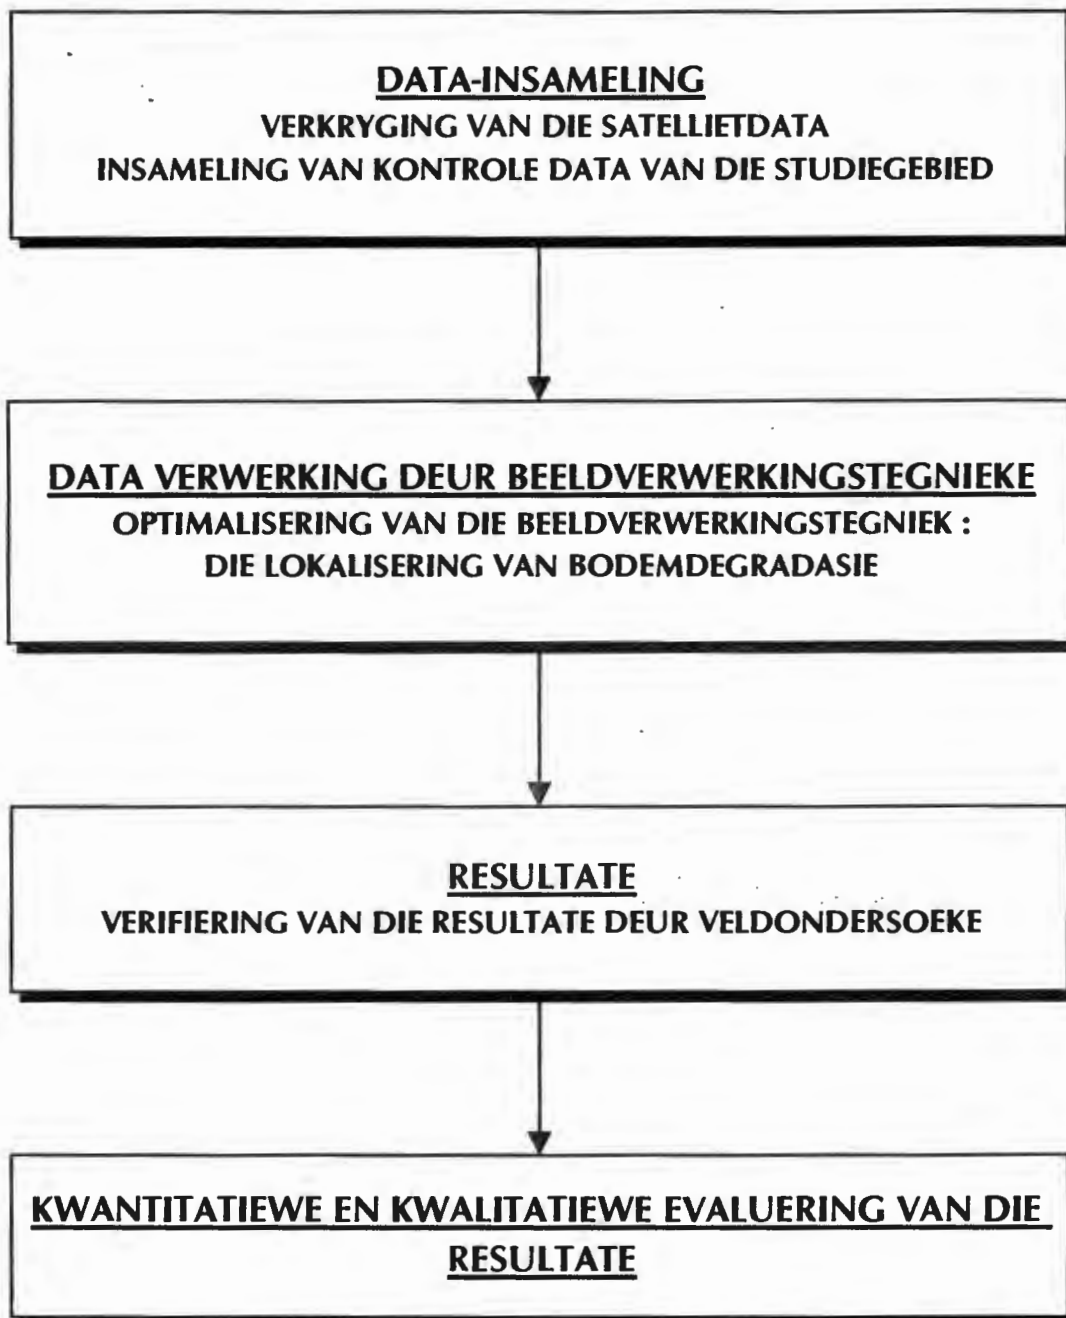 DATA-INSAMELING
VERKRYGING VAN DIE SATELLIETDATA
INSAMELING VAN KONTROLE DATA VAN DIE STUDIEGEBIED
DATA VERWERKING DEUR BEELDVERWERKINGSTEGNIEKE
OPTIMALISERING VAN DIE BEELDVERWERKINGSTEGNIEK :
DIE LOKALISERING VAN BODEMDEGRADASIE
RESULTATE
VERIFIERING VAN DIE RESULTATE DEUR VELDONDERSOEKE
KWANTITATIEWE EN KWALITATIEWE EVALUERING VAN DIE
RESULTATE